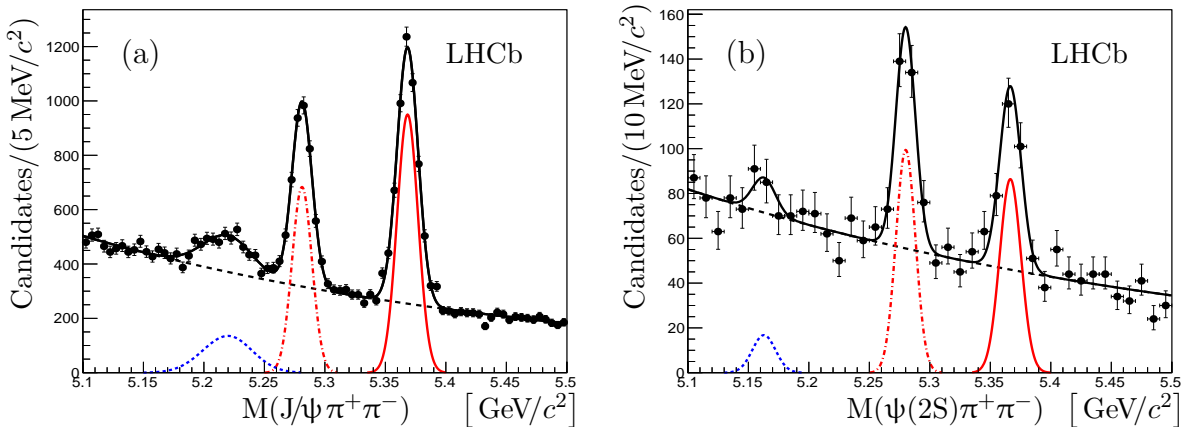 (a)
LHCb
Candidates/(5 MeV/c²)
1200
1000
800
600
400
200
0
5.1 5.15 5.2 5.25 5.3 5.35 5.4 5.45 5.5
M(J/ψ π⁺π⁻) [GeV/c²]
(b)
LHCb
Candidates/(10 MeV/c²)
160
140
120
100
80
60
40
20
0
5.1 5.15 5.2 5.25 5.3 5.35 5.4 5.45 5.5
M(ψ(2S)π⁺π⁻) [GeV/c²]